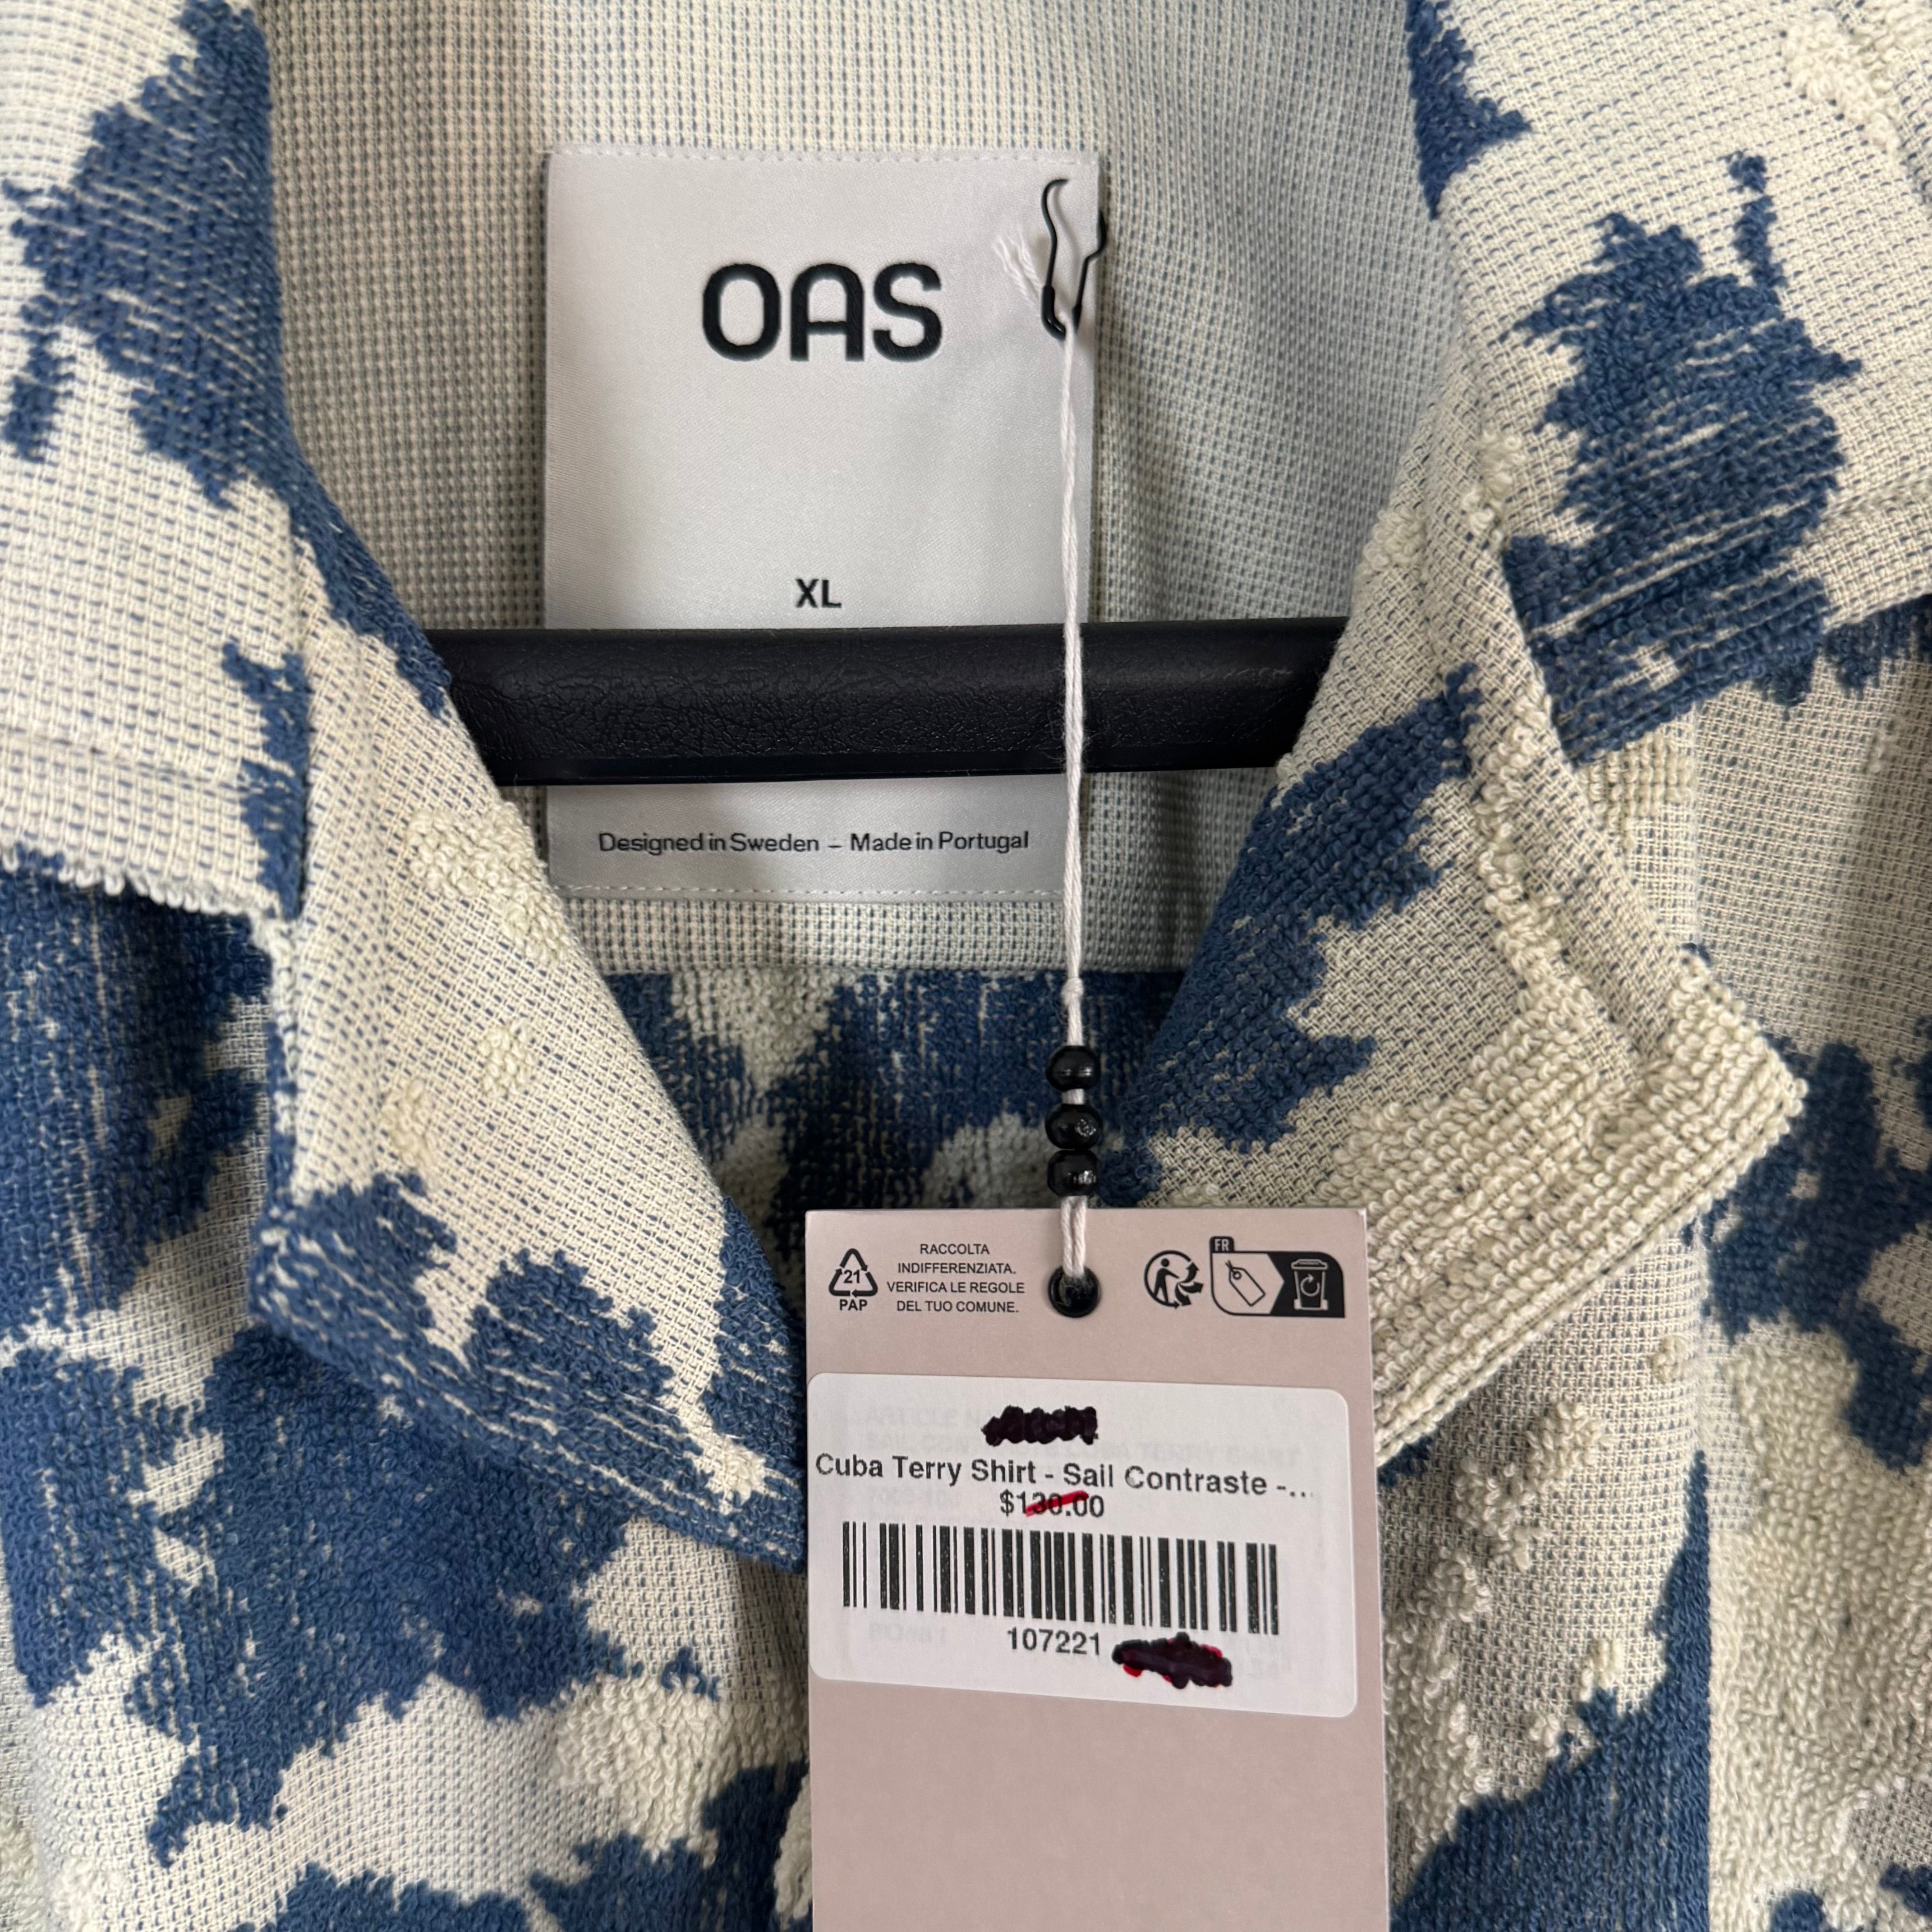 OAS
XL
Designed in Sweden – Made in Portugal
21
PAP
RACCOLTA
INDIFFERENZIATA.
VERIFICA LE REGOLE
DEL TUO COMUNE.
FR
Cuba Terry Shirt - Sail Contraste -...
$130.00
107221